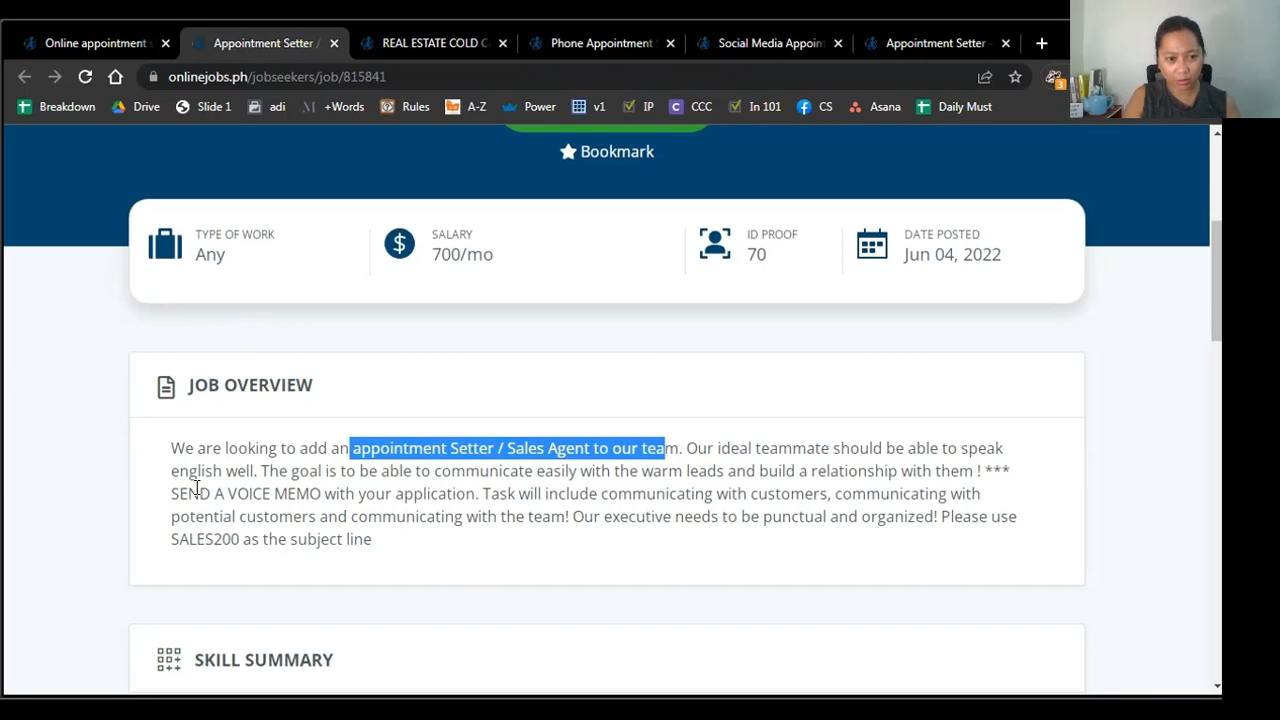 Online appointment s
Appointment Setter /
REAL ESTATE COLD C
Phone Appointment
Social Media Appoin
Appointment Setter -
onlinejobs.ph/jobseekers/job/815841
3
Breakdown
Drive
Slide 1
adi
+Words
Rules
A-Z
Power
v1
IP
CCC
In 101
CS
Asana
Daily Must
Bookmark
TYPE OF WORK
Any
SALARY
700/mo
ID PROOF
70
DATE POSTED
Jun 04, 2022
JOB OVERVIEW
We are looking to add an appointment Setter / Sales Agent to our team. Our ideal teammate should be able to speak
english well. The goal is to be able to communicate easily with the warm leads and build a relationship with them ! ***
SEND A VOICE MEMO with your application. Task will include communicating with customers, communicating with
potential customers and communicating with the team! Our executive needs to be punctual and organized! Please use
SALES200 as the subject line
SKILL SUMMARY